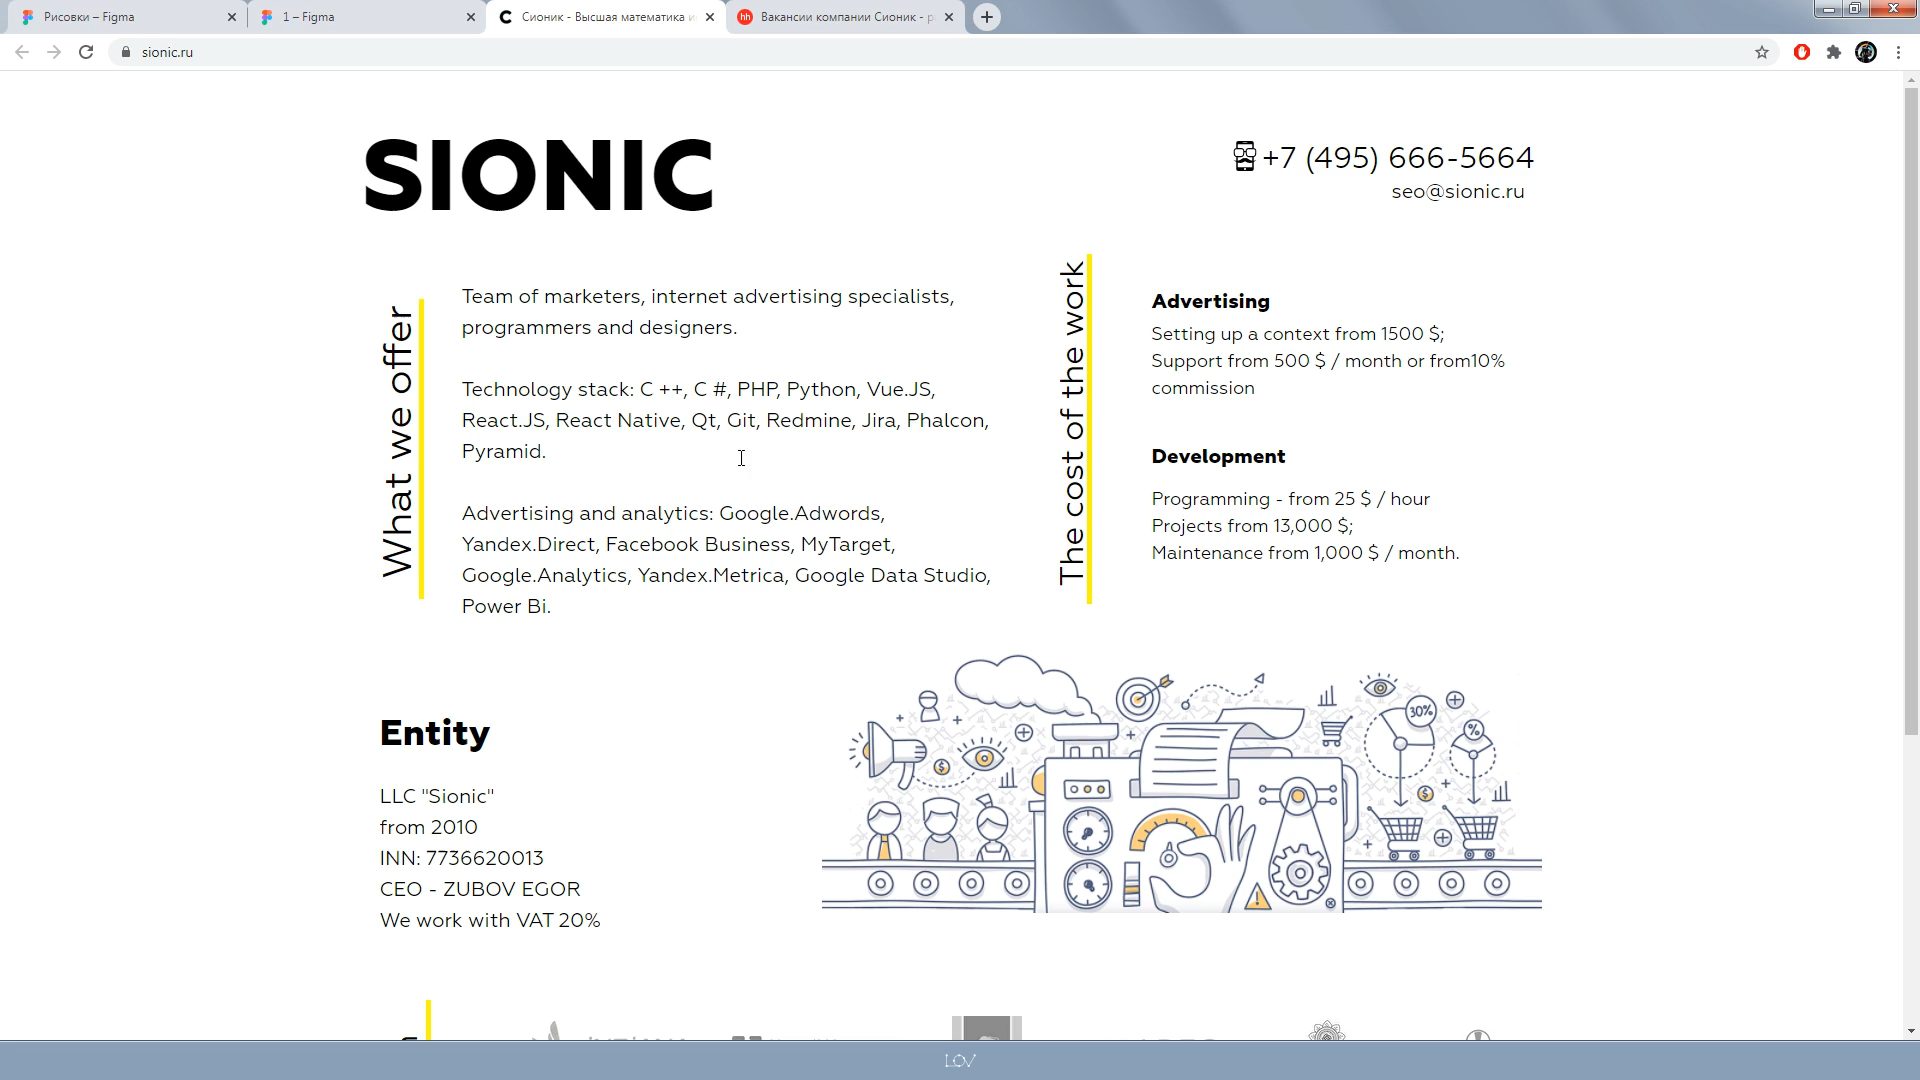 Рисовки – Figma
1 – Figma
Сионик - Высшая математика и
Вакансии компании Сионик - р
sionic.ru
SIONIC
+7 (495) 666-5664
seo@sionic.ru
What we offer
Team of marketers, internet advertising specialists,
programmers and designers.
Technology stack: C ++, C #, PHP, Python, Vue.JS,
React.JS, React Native, Qt, Git, Redmine, Jira, Phalcon,
Pyramid.
Advertising and analytics: Google.Adwords,
Yandex.Direct, Facebook Business, MyTarget,
Google.Analytics, Yandex.Metrica, Google Data Studio,
Power Bi.
The cost of the work
Advertising
Setting up a context from 1500 $;
Support from 500 $ / month or from10%
commission
Development
Programming - from 25 $ / hour
Projects from 13,000 $;
Maintenance from 1,000 $ / month.
Entity
LLC "Sionic"
from 2010
INN: 7736620013
CEO - ZUBOV EGOR
We work with VAT 20%
30%
%
LOV